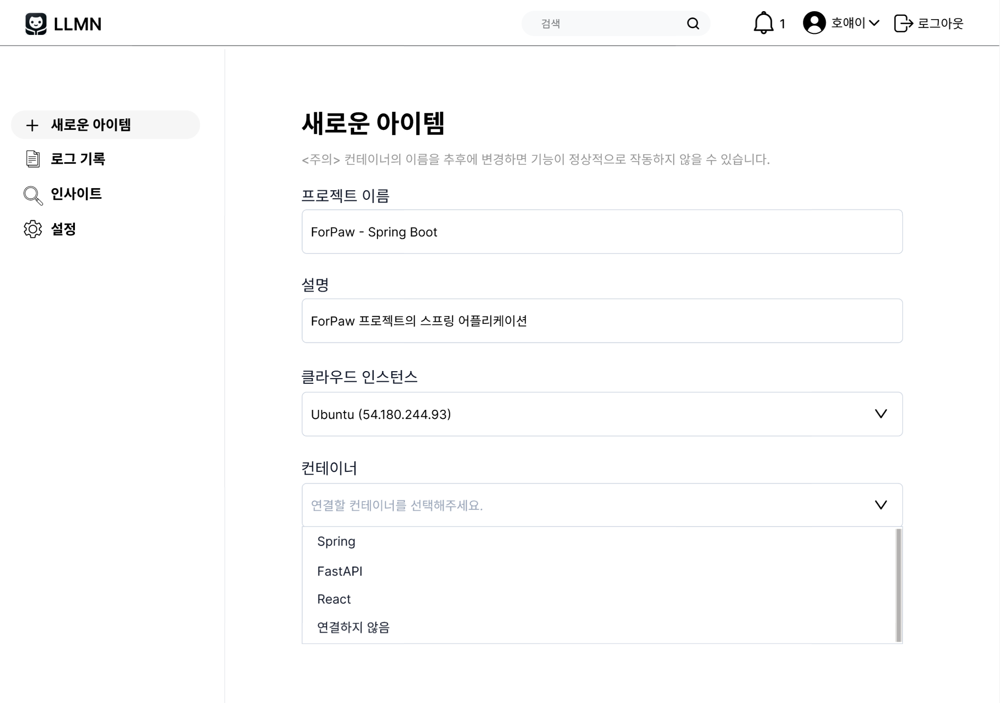 LLMN
검색
1
호얘이
로그아웃
새로운 아이템
로그 기록
인사이트
설정
새로운 아이템
<주의> 컨테이너의 이름을 추후에 변경하면 기능이 정상적으로 작동하지 않을 수 있습니다.
프로젝트 이름
ForPaw - Spring Boot
설명
ForPaw 프로젝트의 스프링 어플리케이션
클라우드 인스턴스
Ubuntu (54.180.244.93)
컨테이너
연결할 컨테이너를 선택해주세요.
Spring
FastAPI
React
연결하지 않음